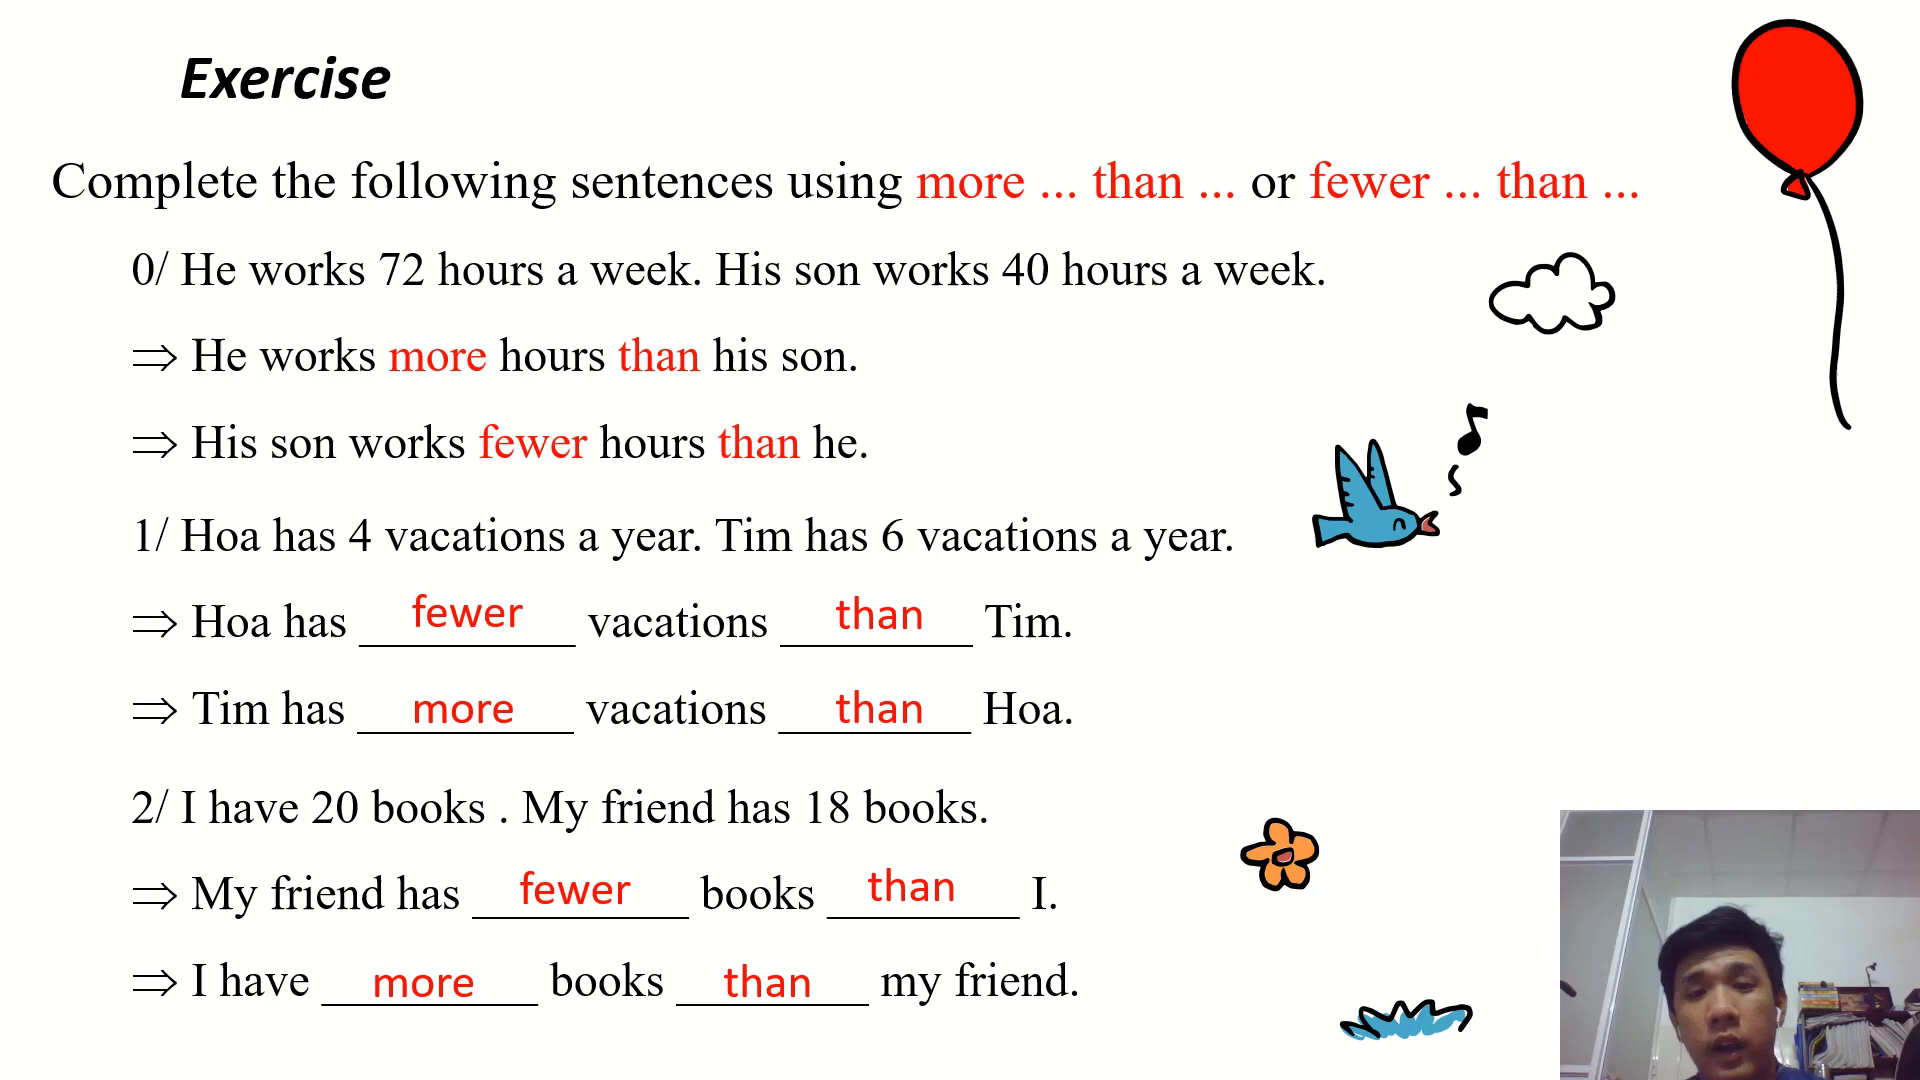 Exercise
Complete the following sentences using more ... than ... or fewer ... than ...
0/ He works 72 hours a week. His son works 40 hours a week.
⇒ He works more hours than his son.
⇒ His son works fewer hours than he.
1/ Hoa has 4 vacations a year. Tim has 6 vacations a year.
⇒ Hoa has fewer vacations than Tim.
⇒ Tim has more vacations than Hoa.
2/ I have 20 books . My friend has 18 books.
⇒ My friend has fewer books than I.
⇒ I have more books than my friend.